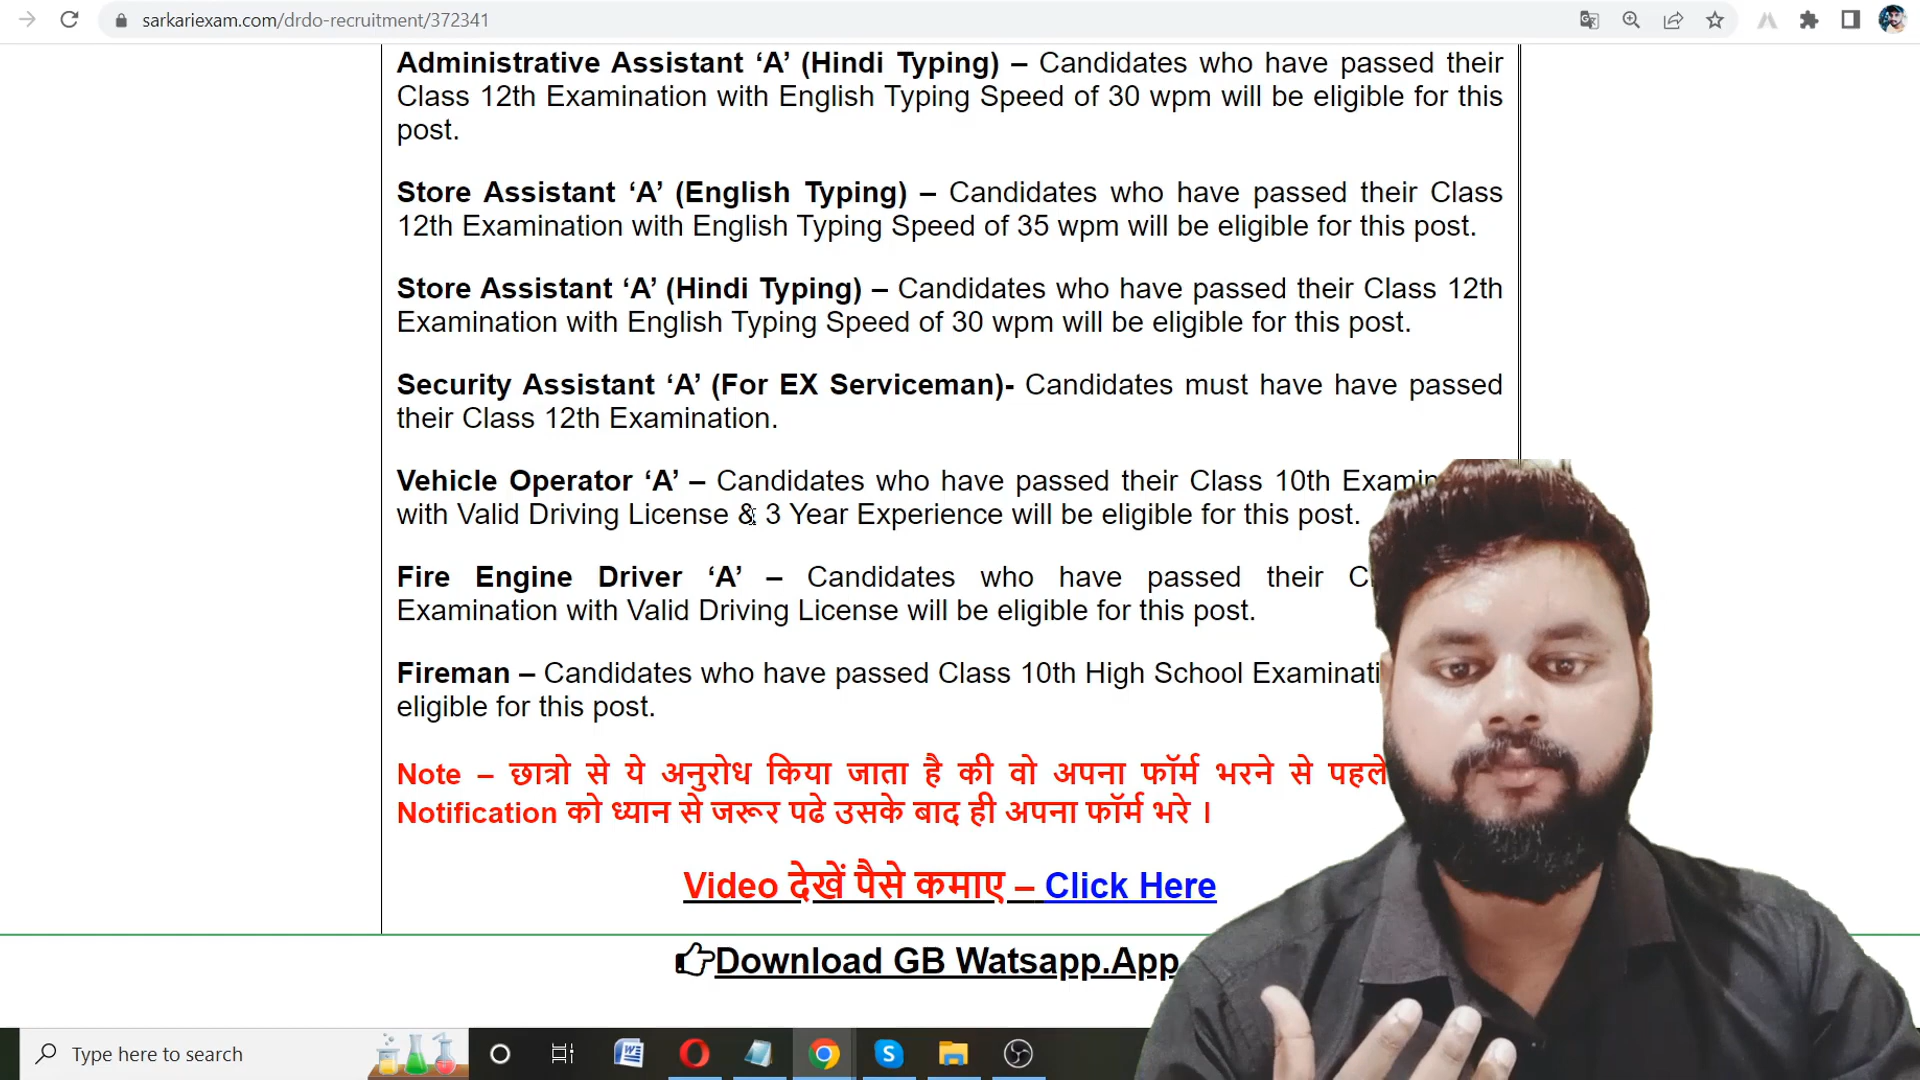 sarkariexam.com/drdo-recruitment/372341
Administrative Assistant ‘A’ (Hindi Typing) – Candidates who have passed their
Class 12th Examination with English Typing Speed of 30 wpm will be eligible for this
post.
Store Assistant ‘A’ (English Typing) – Candidates who have passed their Class
12th Examination with English Typing Speed of 35 wpm will be eligible for this post.
Store Assistant ‘A’ (Hindi Typing) – Candidates who have passed their Class 12th
Examination with English Typing Speed of 30 wpm will be eligible for this post.
Security Assistant ‘A’ (For EX Serviceman)- Candidates must have have passed
their Class 12th Examination.
Vehicle Operator ‘A’ – Candidates who have passed their Class 10th
with Valid Driving License & 3 Year Experience will be eligible for this post.
Fire Engine Driver ‘A’ – Candidates who have passed their
Examination with Valid Driving License will be eligible for this post.
Fireman – Candidates who have passed Class 10th High School
eligible for this post.
Note – छात्रो से ये अनुरोध किया जाता है की वो अपना फॉर्म भरने से पहले
Notification को ध्यान से जरूर पढे उसके बाद ही अपना फॉर्म भरे ।
Video देखें पैसे कमाए – Click Here
Download GB Watsapp.App
Type here to search